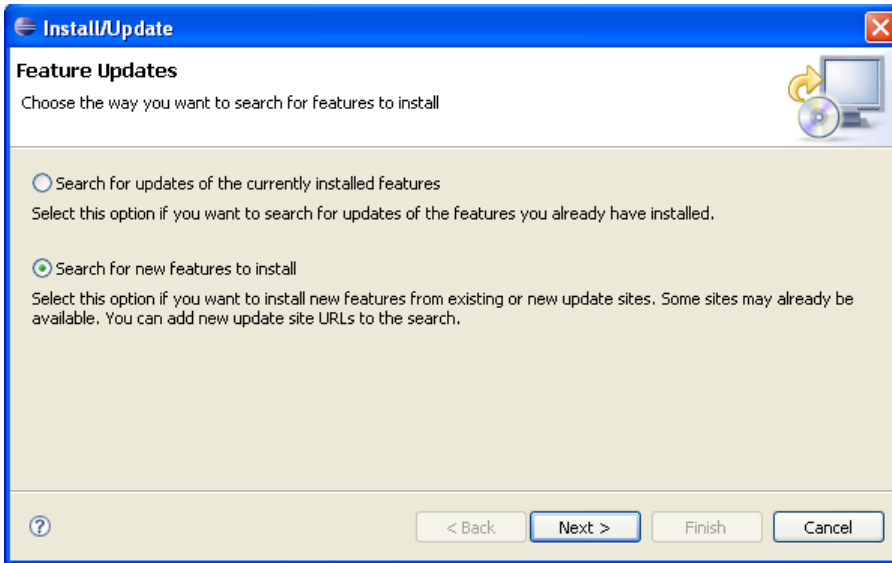 Install/Update
Feature Updates
Choose the way you want to search for features to install
Search for updates of the currently installed features
Select this option if you want to search for updates of the features you already have installed.
Search for new features to install
Select this option if you want to install new features from existing or new update sites. Some sites may already be
available. You can add new update site URLs to the search.
?
< Back Next > Finish Cancel